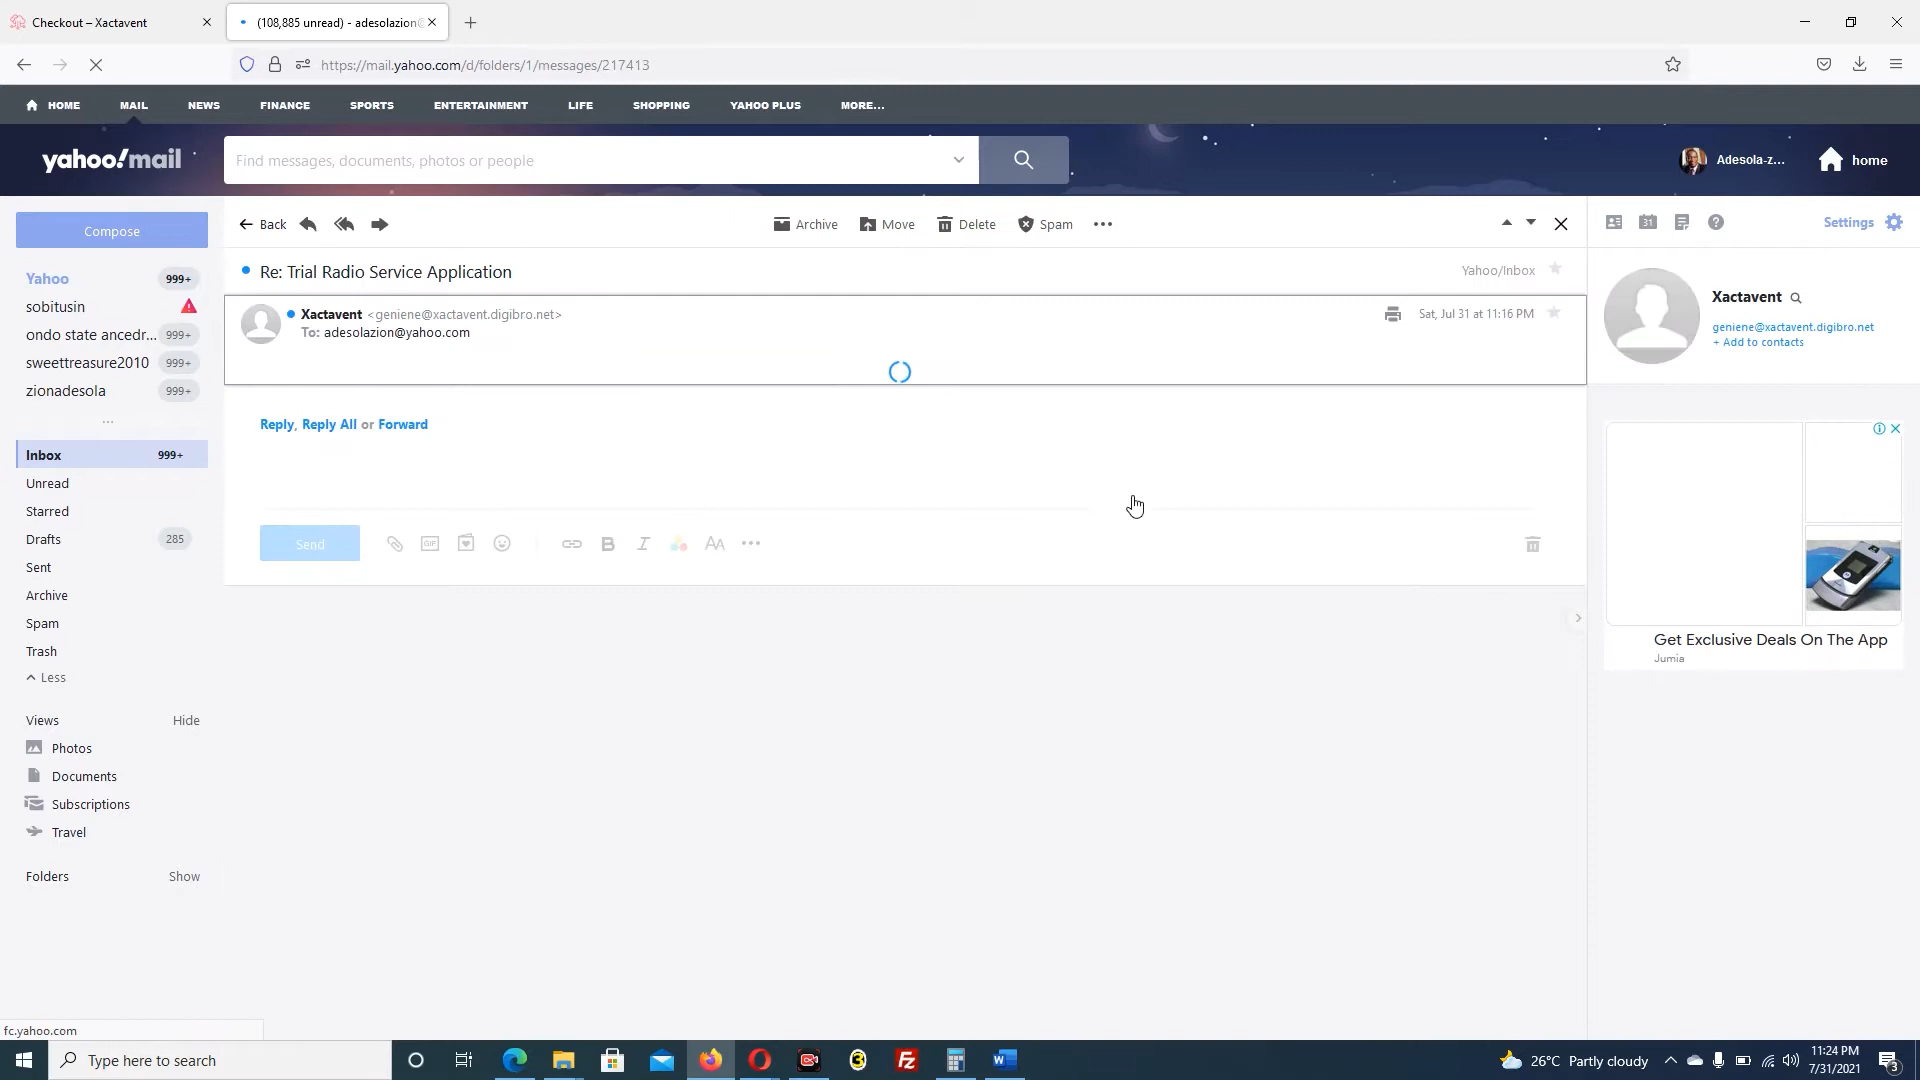 Checkout – Xactavent
(108,885 unread) - adesolazion@
https://mail.yahoo.com/d/folders/1/messages/217413
HOME MAIL NEWS FINANCE SPORTS ENTERTAINMENT LIFE SHOPPING YAHOO PLUS MORE...
yahoo!mail
Find messages, documents, photos or people
Adesola-z...
home
Compose
Back
Archive
Move
Delete
Spam
Settings
Yahoo 999+
sobitusin
ondo state ancedr... 999+
sweettreasure2010 999+
zionadesola 999+
...
Inbox 999+
Unread
Starred
Drafts 285
Sent
Archive
Spam
Trash
Less
Views Hide
Photos
Documents
Subscriptions
Travel
Folders Show
Re: Trial Radio Service Application
Yahoo/Inbox
Xactavent <geniene@xactavent.digibro.net>
Sat, Jul 31 at 11:16 PM
To: adesolazion@yahoo.com
Reply, Reply All or Forward
Send
GIF
B I AA
31
Xactavent
geniene@xactavent.digibro.net
+ Add to contacts
Get Exclusive Deals On The App
Jumia
fc.yahoo.com
Type here to search
26°C Partly cloudy
11:24 PM
7/31/2021
3